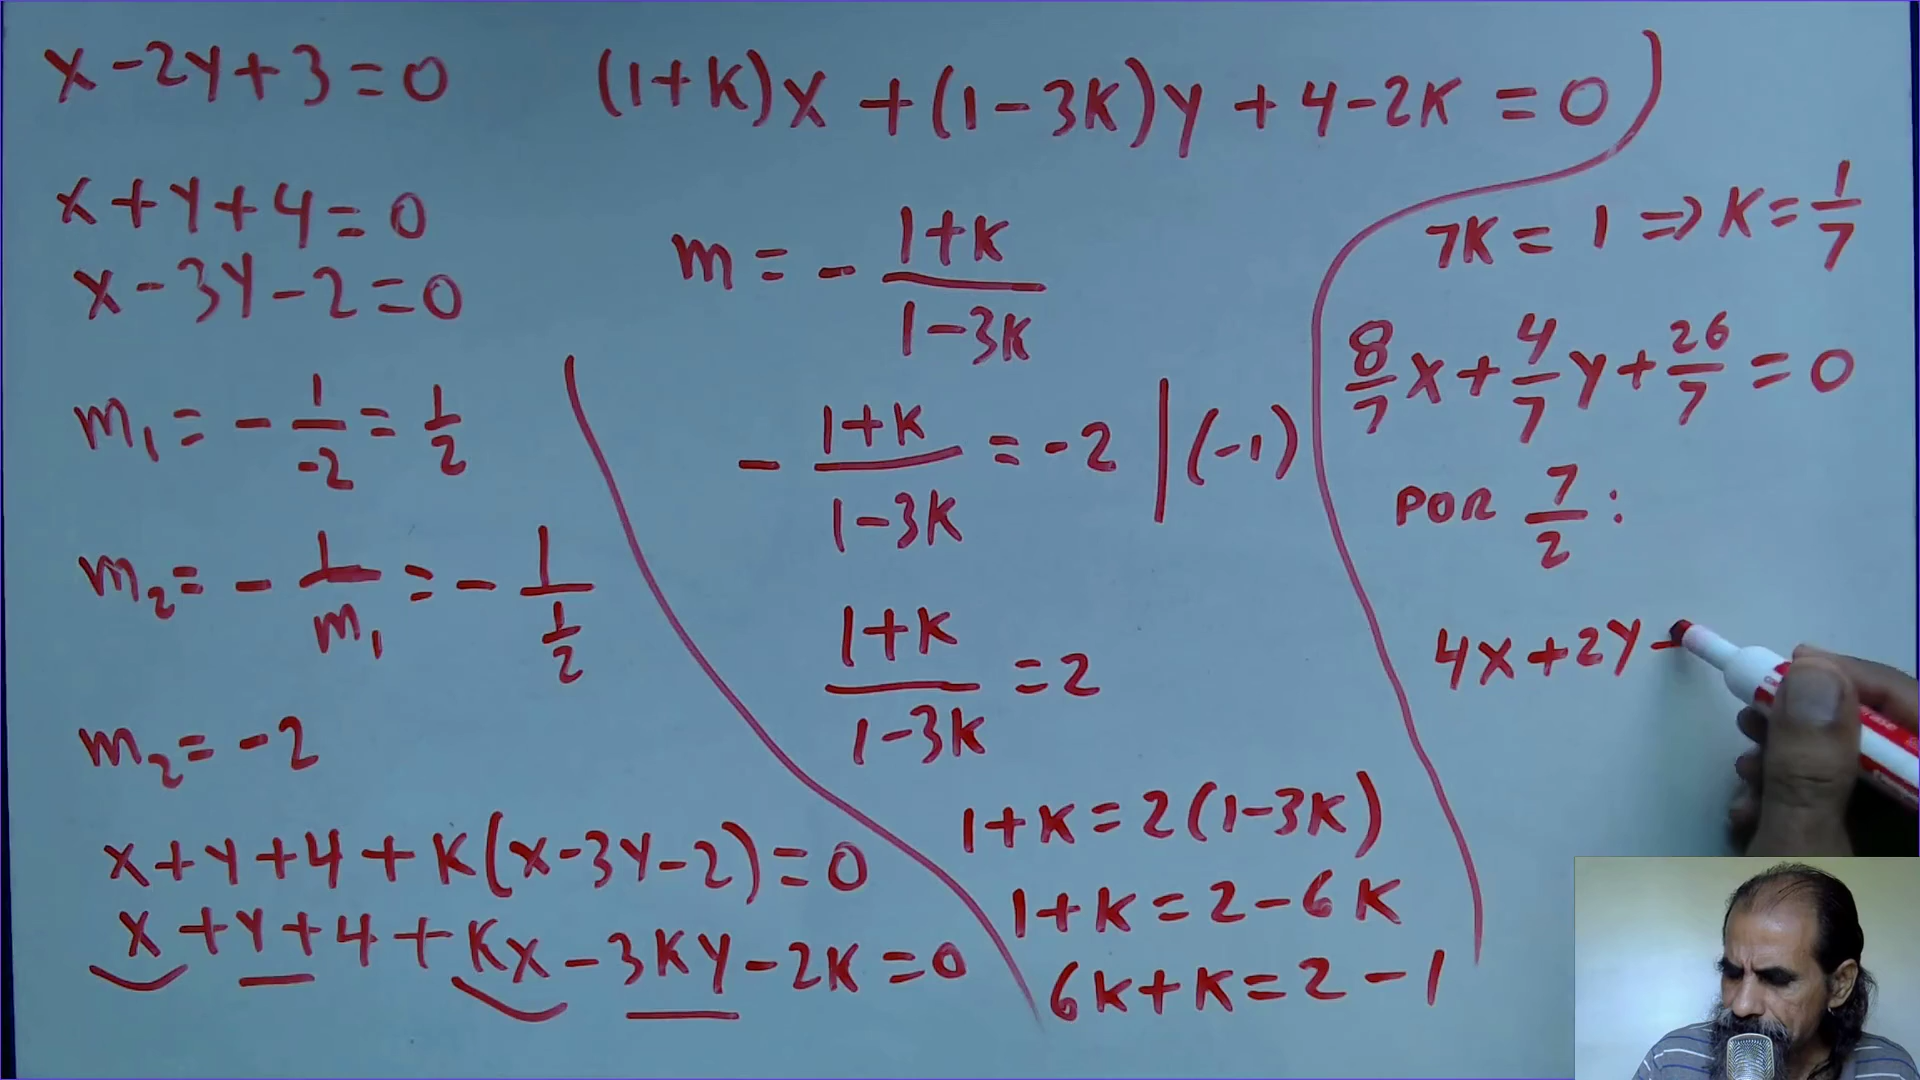 x-2y+3=0
x+y+4=0
x-3y-2=0
m₁=-1/-2=1/2
m₂=-1/m₁=-1/(1/2)
m₂=-2
x+y+4+K(x-3y-2)=0
x+y+4+Kx-3Ky-2K=0
(1+K)x+(1-3K)y+4-2K=0
m=-(1+K)/(1-3K)
-(1+K)/(1-3K)=-2 |(-1)
(1+K)/(1-3K)=2
1+K=2(1-3K)
1+K=2-6K
6K+K=2-1
7K=1⇒K=1/7
8/7x+4/7y+26/7=0
POR 7/2:
4x+2y-